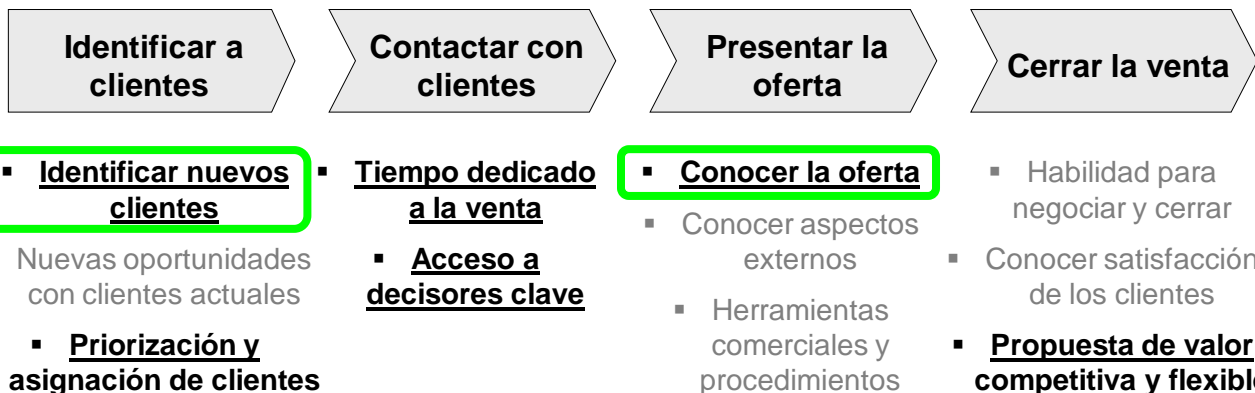 Identificar a
clientes
Contactar con
clientes
Presentar la
oferta
Cerrar la venta
▪ Identificar nuevos
clientes
Nuevas oportunidades
con clientes actuales
▪ Priorización y
asignación de clientes
▪ Tiempo dedicado
a la venta
▪ Acceso a
decisores clave
▪ Conocer la oferta
▪ Conocer aspectos
externos
▪ Herramientas
comerciales y
procedimientos
▪ Habilidad para
negociar y cerrar
▪ Conocer satisfacción
de los clientes
▪ Propuesta de valor
competitiva y flexible